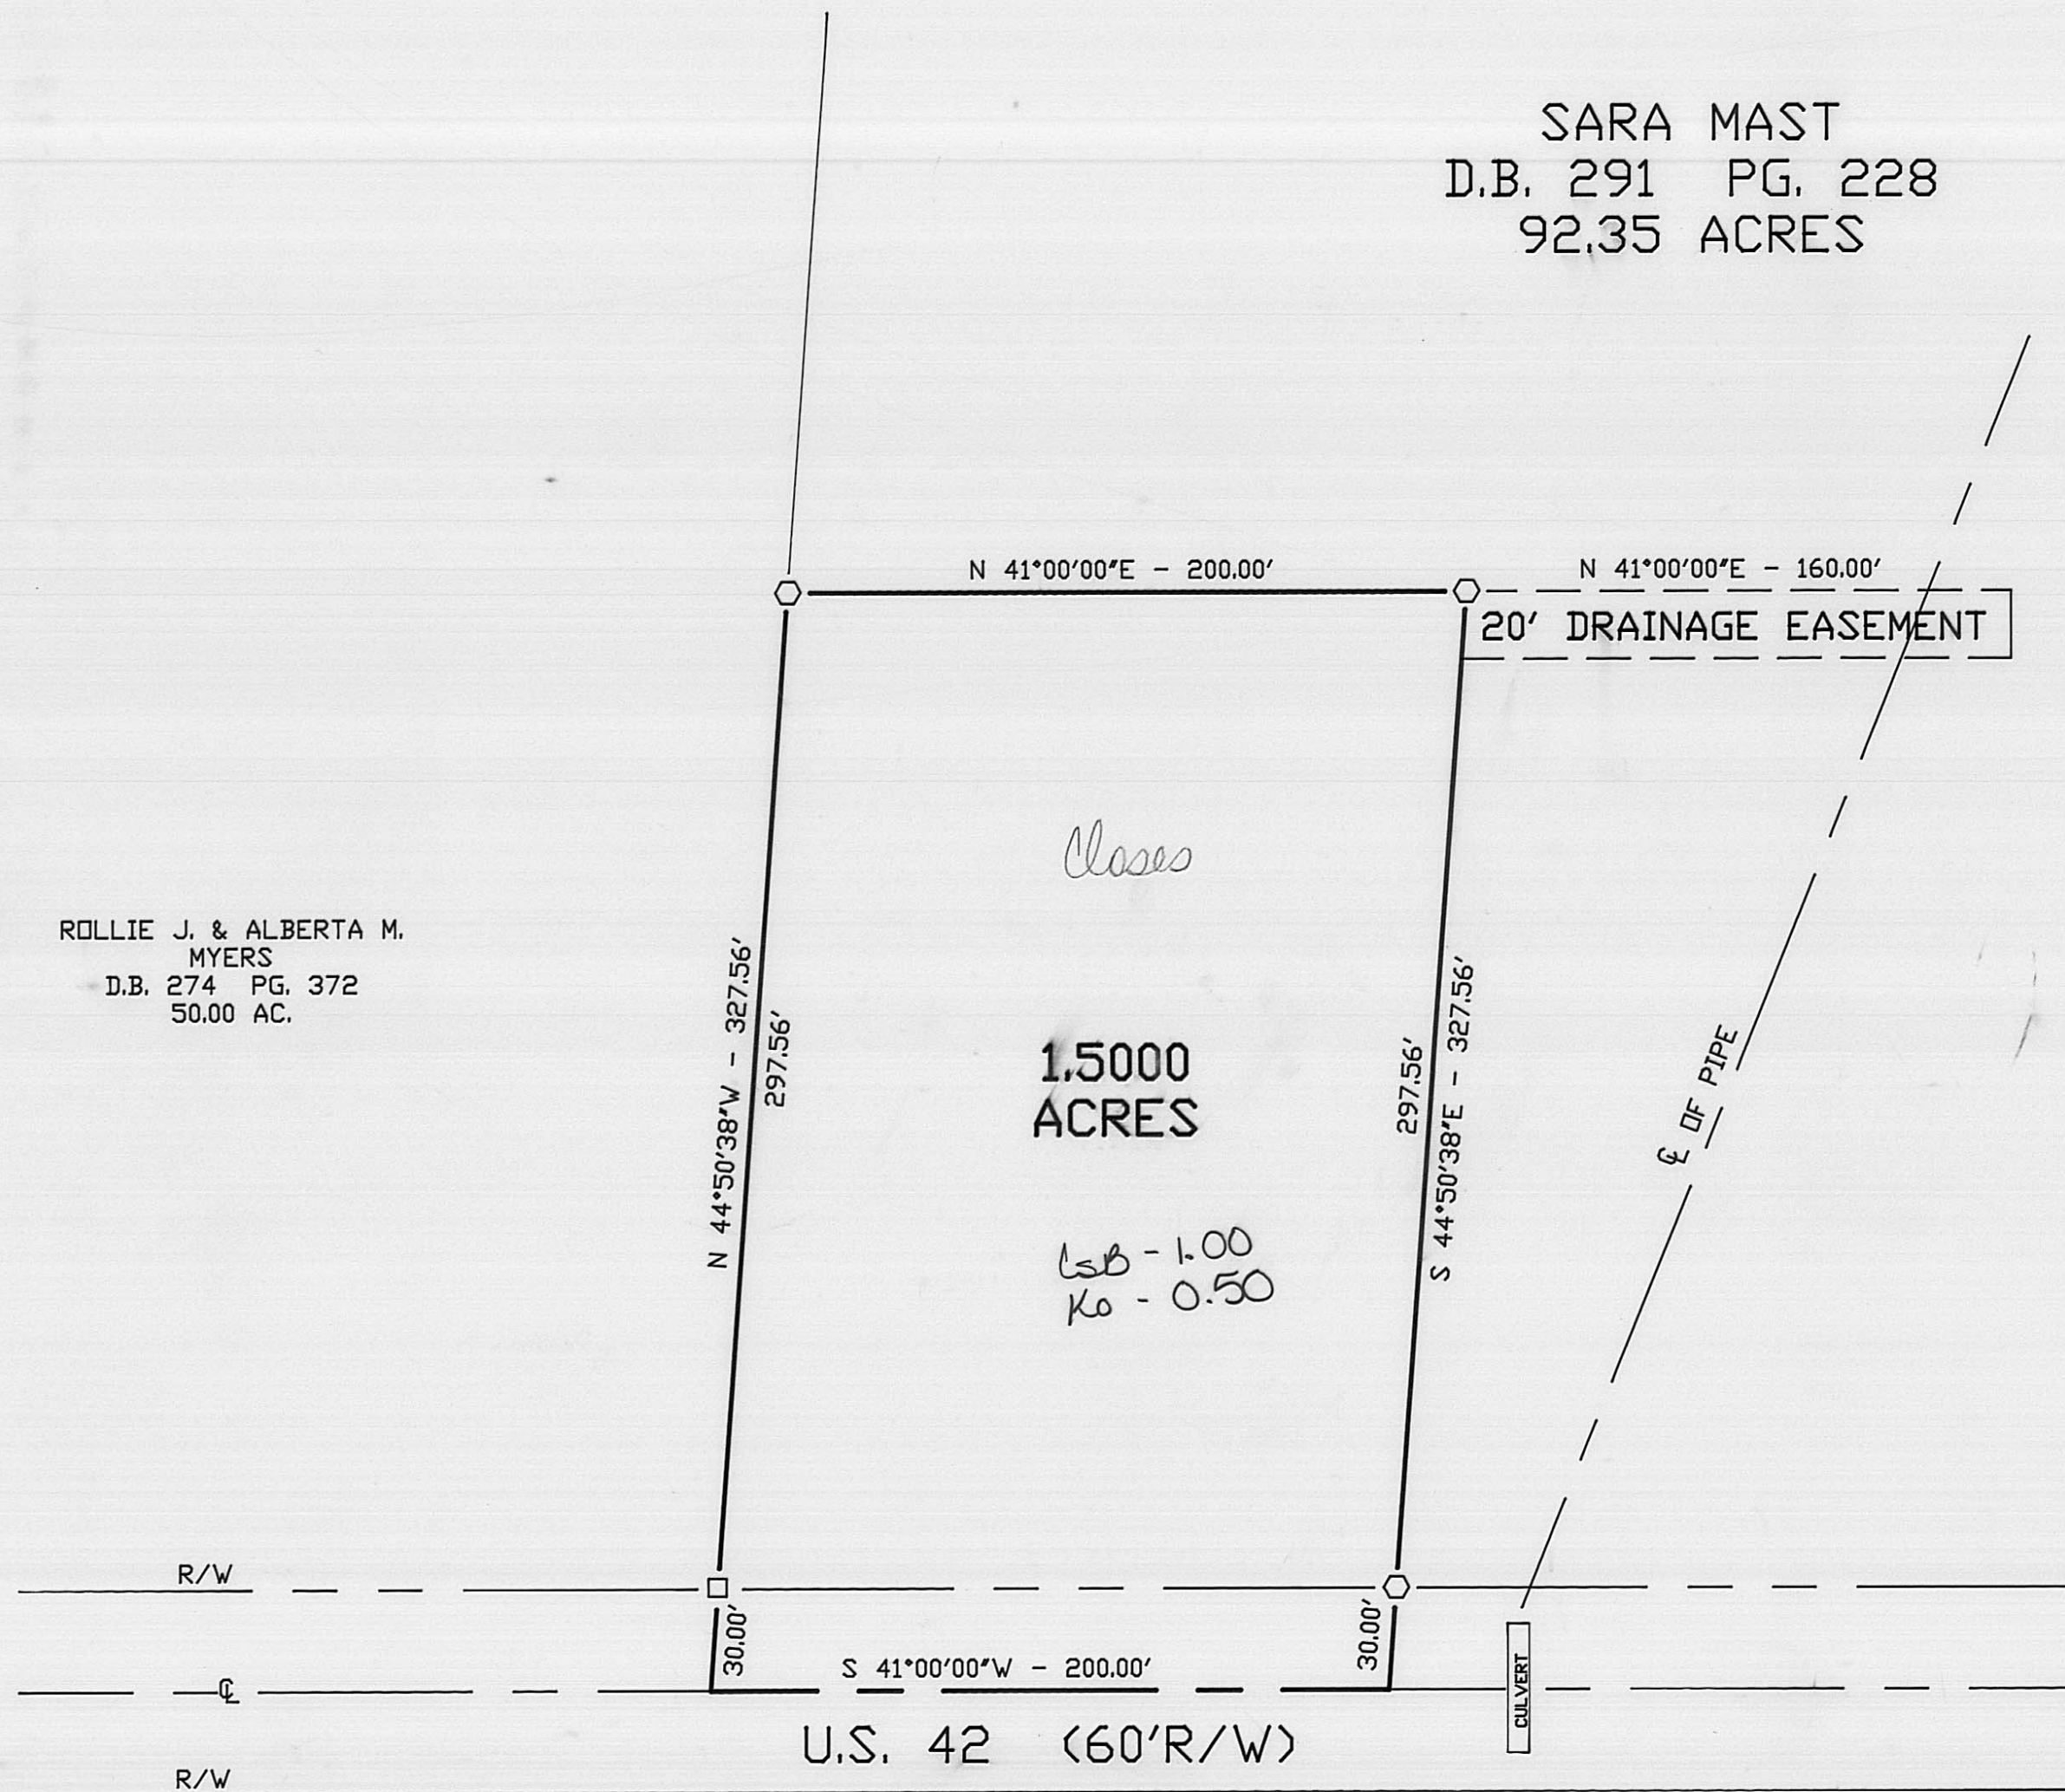 SARA MAST
D.B. 291 PG. 228
92.35 ACRES
N 41°00'00"E - 200.00'
N 41°00'00"E - 160.00'
20' DRAINAGE EASEMENT
Closes
ROLLIE J. & ALBERTA M.
MYERS
D.B. 274 PG. 372
50.00 AC.
N 44°50'38"W - 327.56'
297.56'
1.5000
ACRES
297.56'
S 44°50'38"E - 327.56'
℄ OF PIPE
CsB - 1.00
Ko - 0.50
R/W
30.00'
30.00'
S 41°00'00"W - 200.00'
℄
CULVERT
U.S. 42 (60'R/W)
R/W